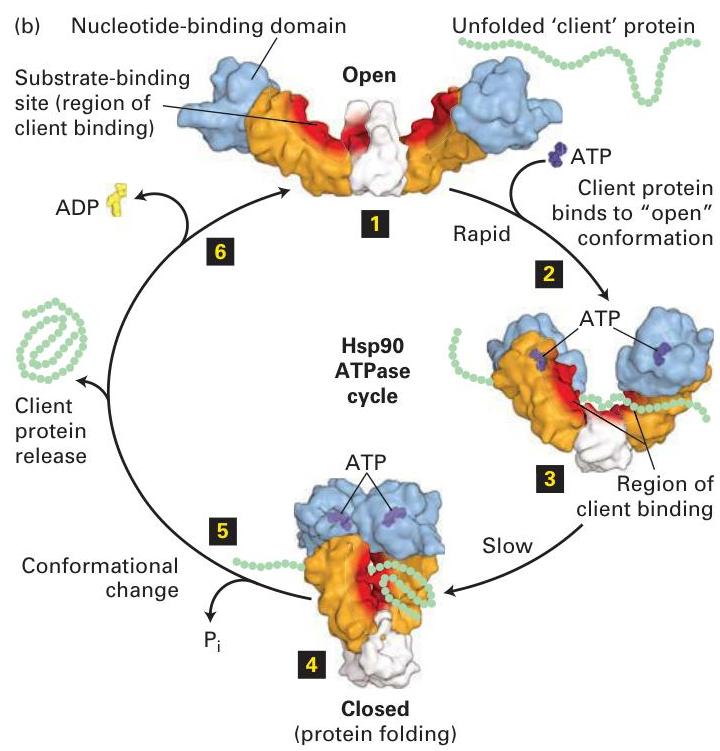 (b) Nucleotide-binding domain
Unfolded ‘client’ protein
Substrate-binding
site (region of
client binding)
Open
ATP
Client protein
binds to “open”
conformation
ADP
1
Rapid
6
2
ATP
Hsp90
ATPase
cycle
Client
protein
release
ATP
3
Region of
client binding
5
Slow
Conformational
change
Pi
4
Closed
(protein folding)